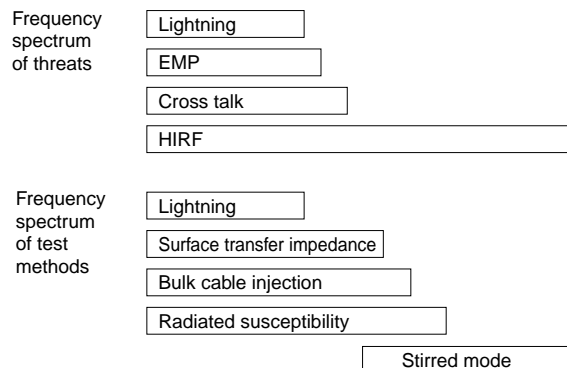 Frequency
spectrum
of threats
Lightning
EMP
Cross talk
HIRF
Frequency
spectrum
of test
methods
Lightning
Surface transfer impedance
Bulk cable injection
Radiated susceptibility
Stirred mode